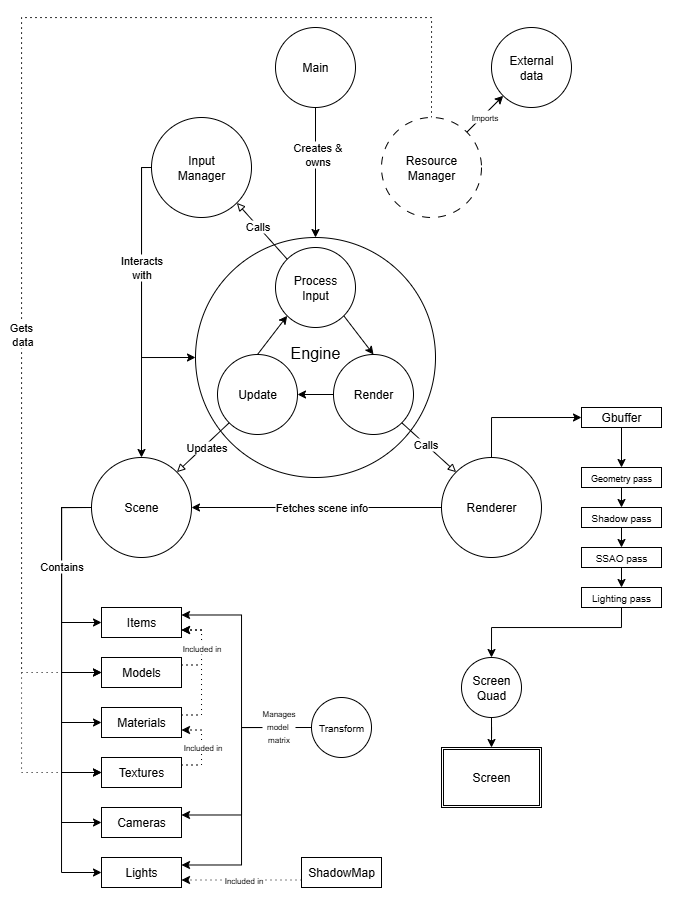 Main
External
data
Imports
Creates &
owns
Input
Manager
Resource
Manager
Calls
Interacts
with
Process
Input
Gets
data
Engine
Update
Render
Gbuffer
Updates
Calls
Geometry pass
Scene
Fetches scene info
Renderer
Shadow pass
SSAO pass
Contains
Lighting pass
Items
Included in
Models
Screen
Quad
Materials
Manages
model
matrix
Transform
Included in
Textures
Screen
Cameras
Lights
Included in
ShadowMap